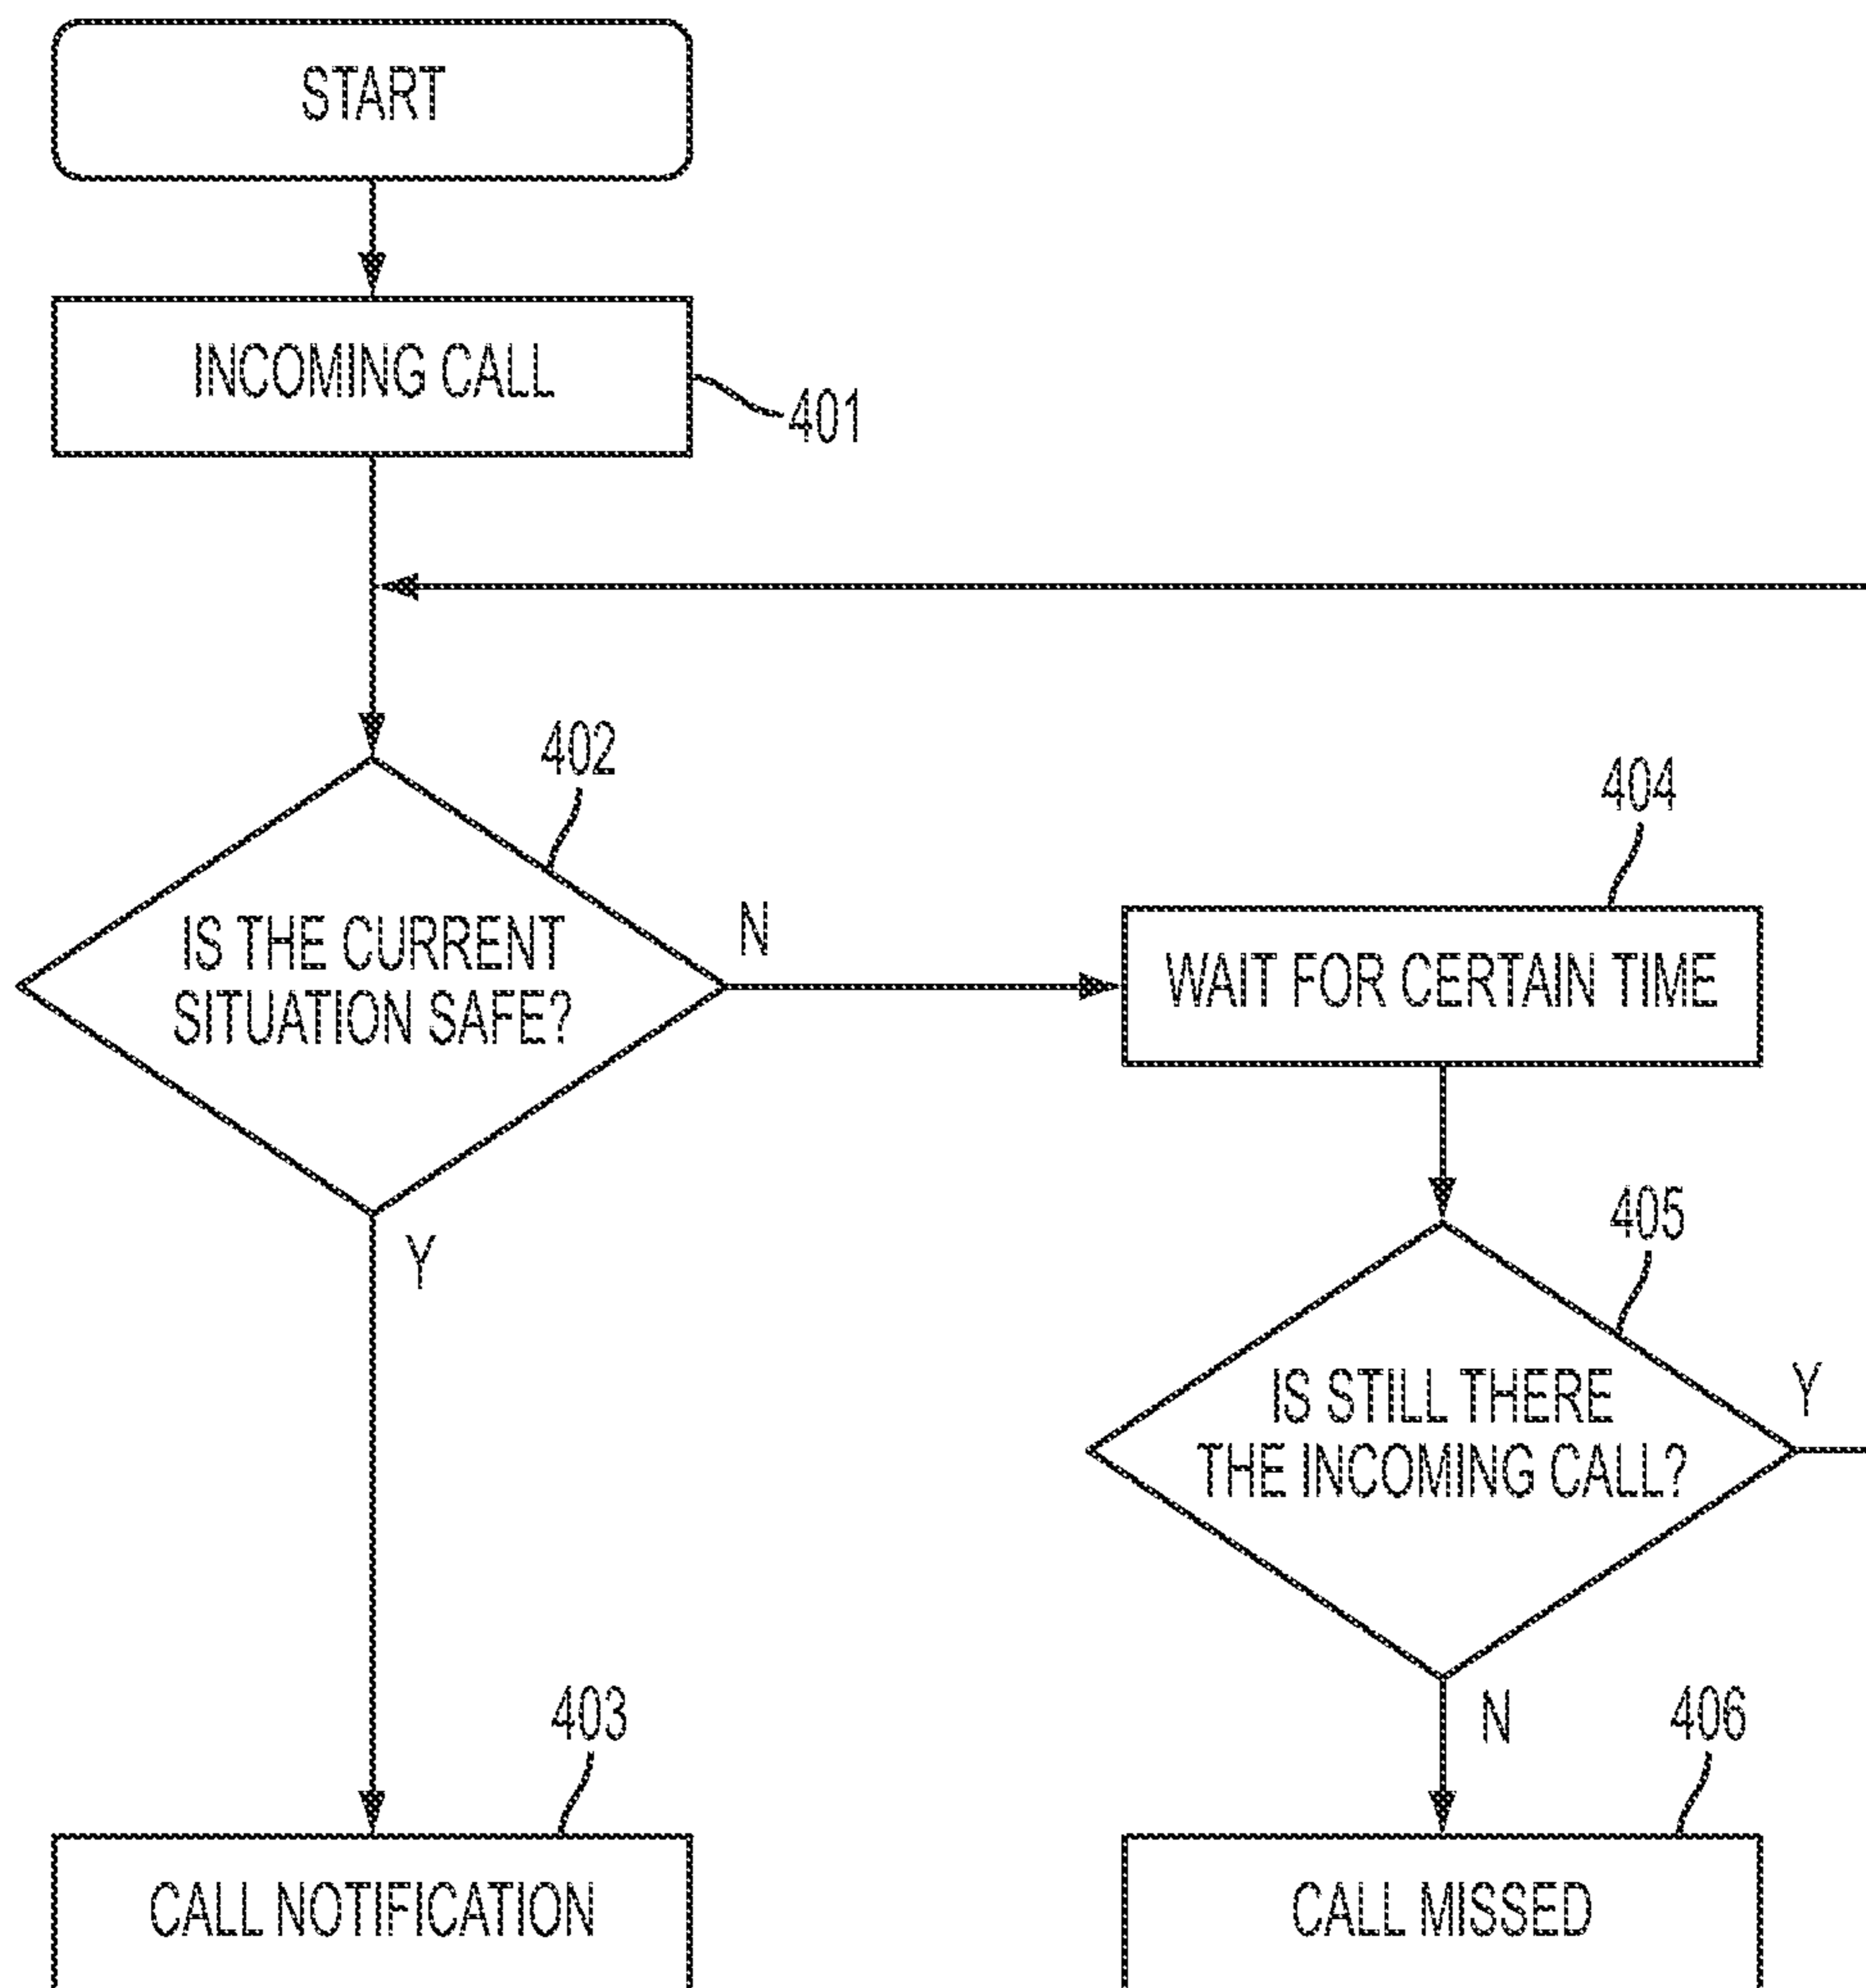 START
INCOMING CALL
401
402
IS THE CURRENT
SITUATION SAFE?
N
Y
404
WAIT FOR CERTAIN TIME
405
IS STILL THERE
THE INCOMING CALL?
Y
N
403
CALL NOTIFICATION
406
CALL MISSED